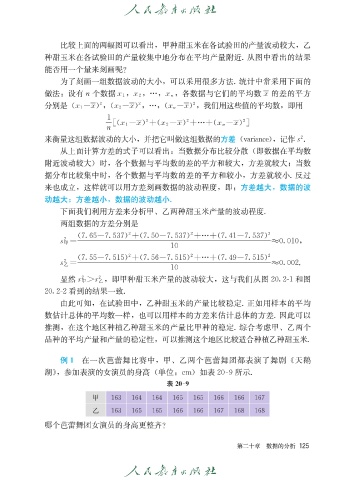 人民教育出版社
比较上面的两幅图可以看出，甲种甜玉米在各试验田的产量波动较大，乙
种甜玉米在各试验田的产量较集中地分布在平均产量附近. 从图中看出的结果
能否用一个量来刻画呢？
为了刻画一组数据波动的大小，可以采用很多方法. 统计中常采用下面的
做法：设有 n 个数据 x₁，x₂，…，xₙ，各数据与它们的平均数 x̄ 的差的平方
分别是 (x₁−x̄)²，(x₂−x̄)²，…，(xₙ−x̄)²，我们用这些值的平均数，即用
1/n[(x₁−x̄)²+(x₂−x̄)²+…+(xₙ−x̄)²]
来衡量这组数据波动的大小，并把它叫做这组数据的方差 (variance)，记作 s².
从上面计算方差的式子可以看出：当数据分布比较分散（即数据在平均数
附近波动较大）时，各个数据与平均数的差的平方和较大，方差就较大；当数
据分布比较集中时，各个数据与平均数的差的平方和较小，方差就较小. 反过
来也成立，这样就可以用方差刻画数据的波动程度，即：方差越大，数据的波
动越大；方差越小，数据的波动越小.
下面我们利用方差来分析甲、乙两种甜玉米产量的波动程度.
两组数据的方差分别是
s²甲=((7.65−7.537)²+(7.50−7.537)²+…+(7.41−7.537)²)/10≈0.010，
s²乙=((7.55−7.515)²+(7.56−7.515)²+…+(7.49−7.515)²)/10≈0.002.
显然 s²甲>s²乙，即甲种甜玉米产量的波动较大，这与我们从图 20.2-1 和图
20.2-2 看到的结果一致.
由此可知，在试验田中，乙种甜玉米的产量比较稳定. 正如用样本的平均
数估计总体的平均数一样，也可以用样本的方差来估计总体的方差. 因此可以
推测，在这个地区种植乙种甜玉米的产量比甲种的稳定. 综合考虑甲、乙两个
品种的平均产量和产量的稳定性，可以推测这个地区比较适合种植乙种甜玉米.
例 1 在一次芭蕾舞比赛中，甲、乙两个芭蕾舞团都表演了舞剧《天鹅
湖》，参加表演的女演员的身高（单位：cm）如表 20-9 所示.
表 20-9
甲 163 164 164 165 165 166 166 167
乙 163 165 165 166 166 167 168 168
哪个芭蕾舞团女演员的身高更整齐？
第二十章 数据的分析 125
人民教育出版社